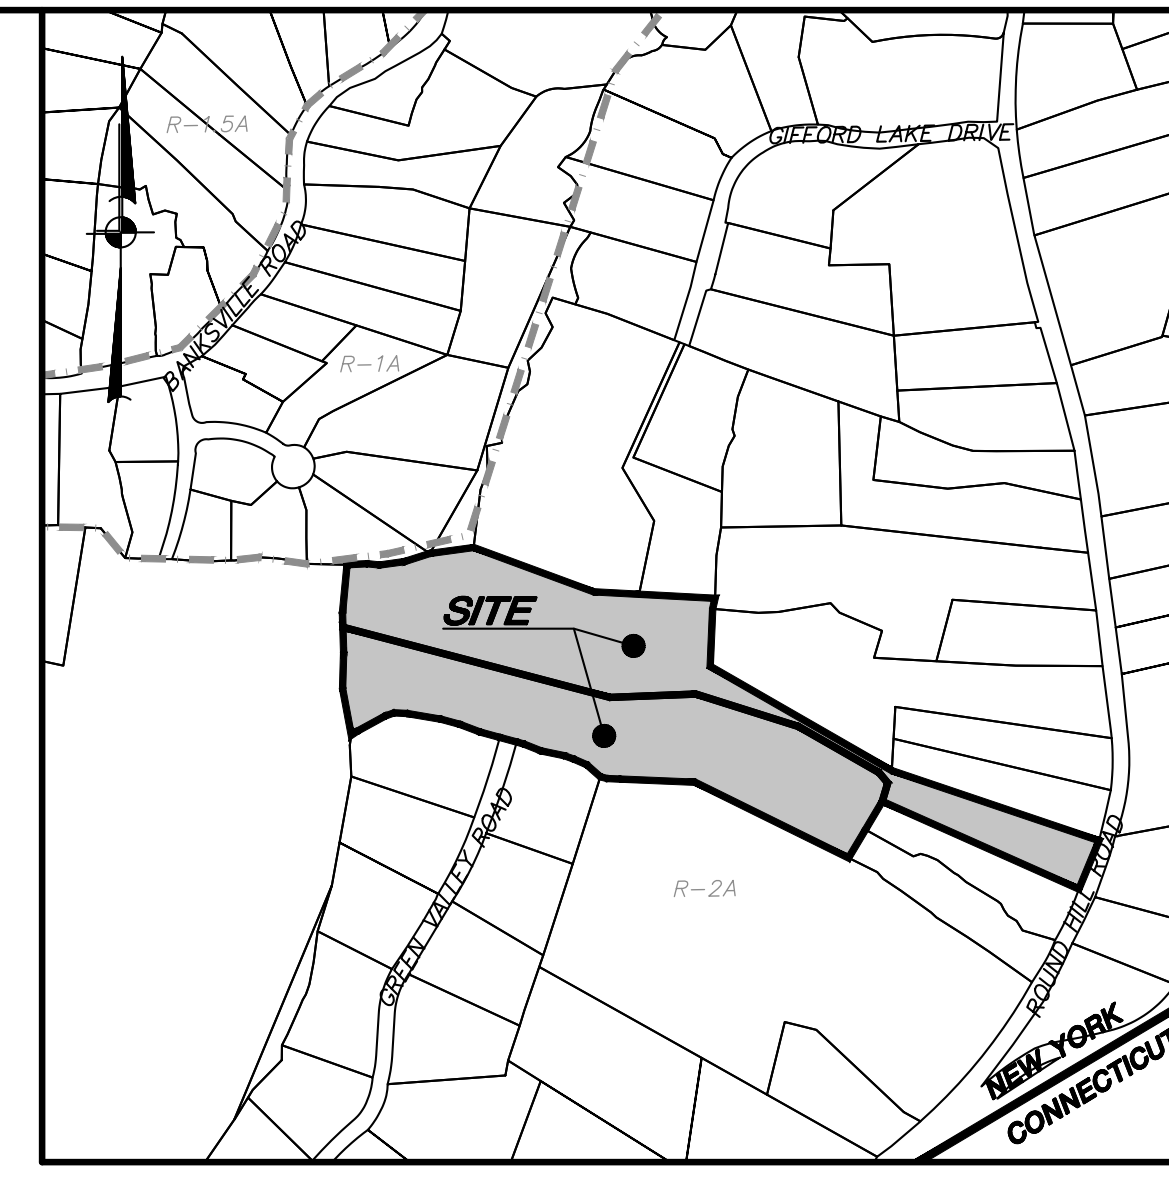 R-1.5A
GIFFORD LAKE DRIVE
BANKSVILLE ROAD
R-1A
SITE
GREEN VALLEY ROAD
R-2A
ROUND HILL ROAD
NEW YORK
CONNECTICUT